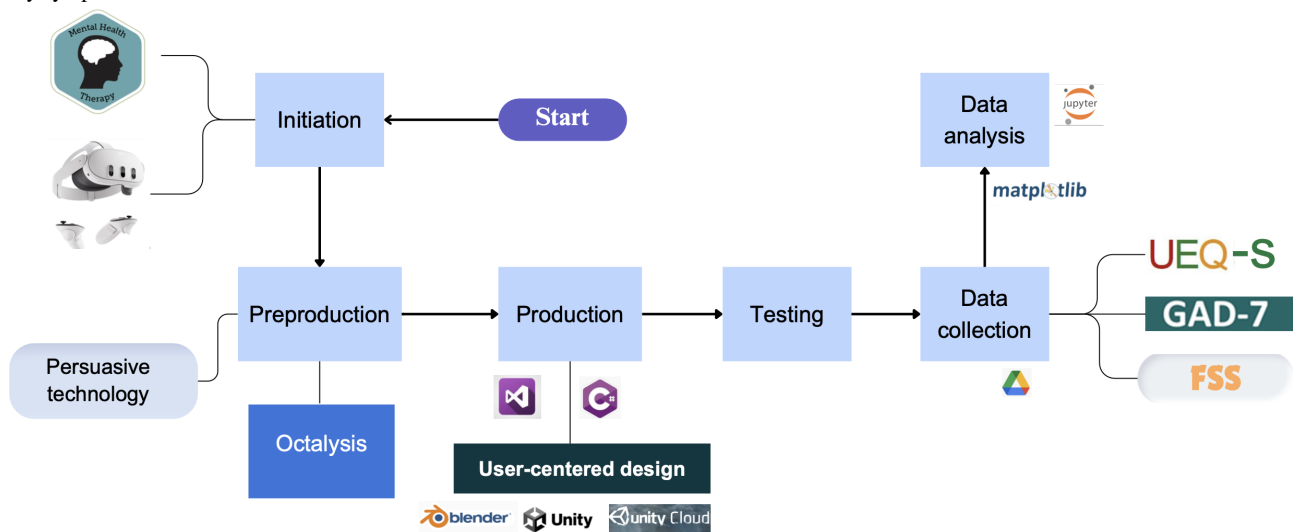 Mental Health
Therapy
Initiation
Start
Data
analysis
jupyter
matplotlib
Preproduction
Production
Testing
Data
collection
UEQ-S
GAD-7
FSS
Persuasive
technology
Octalysis
C#
User-centered design
blender
Unity
unity Cloud